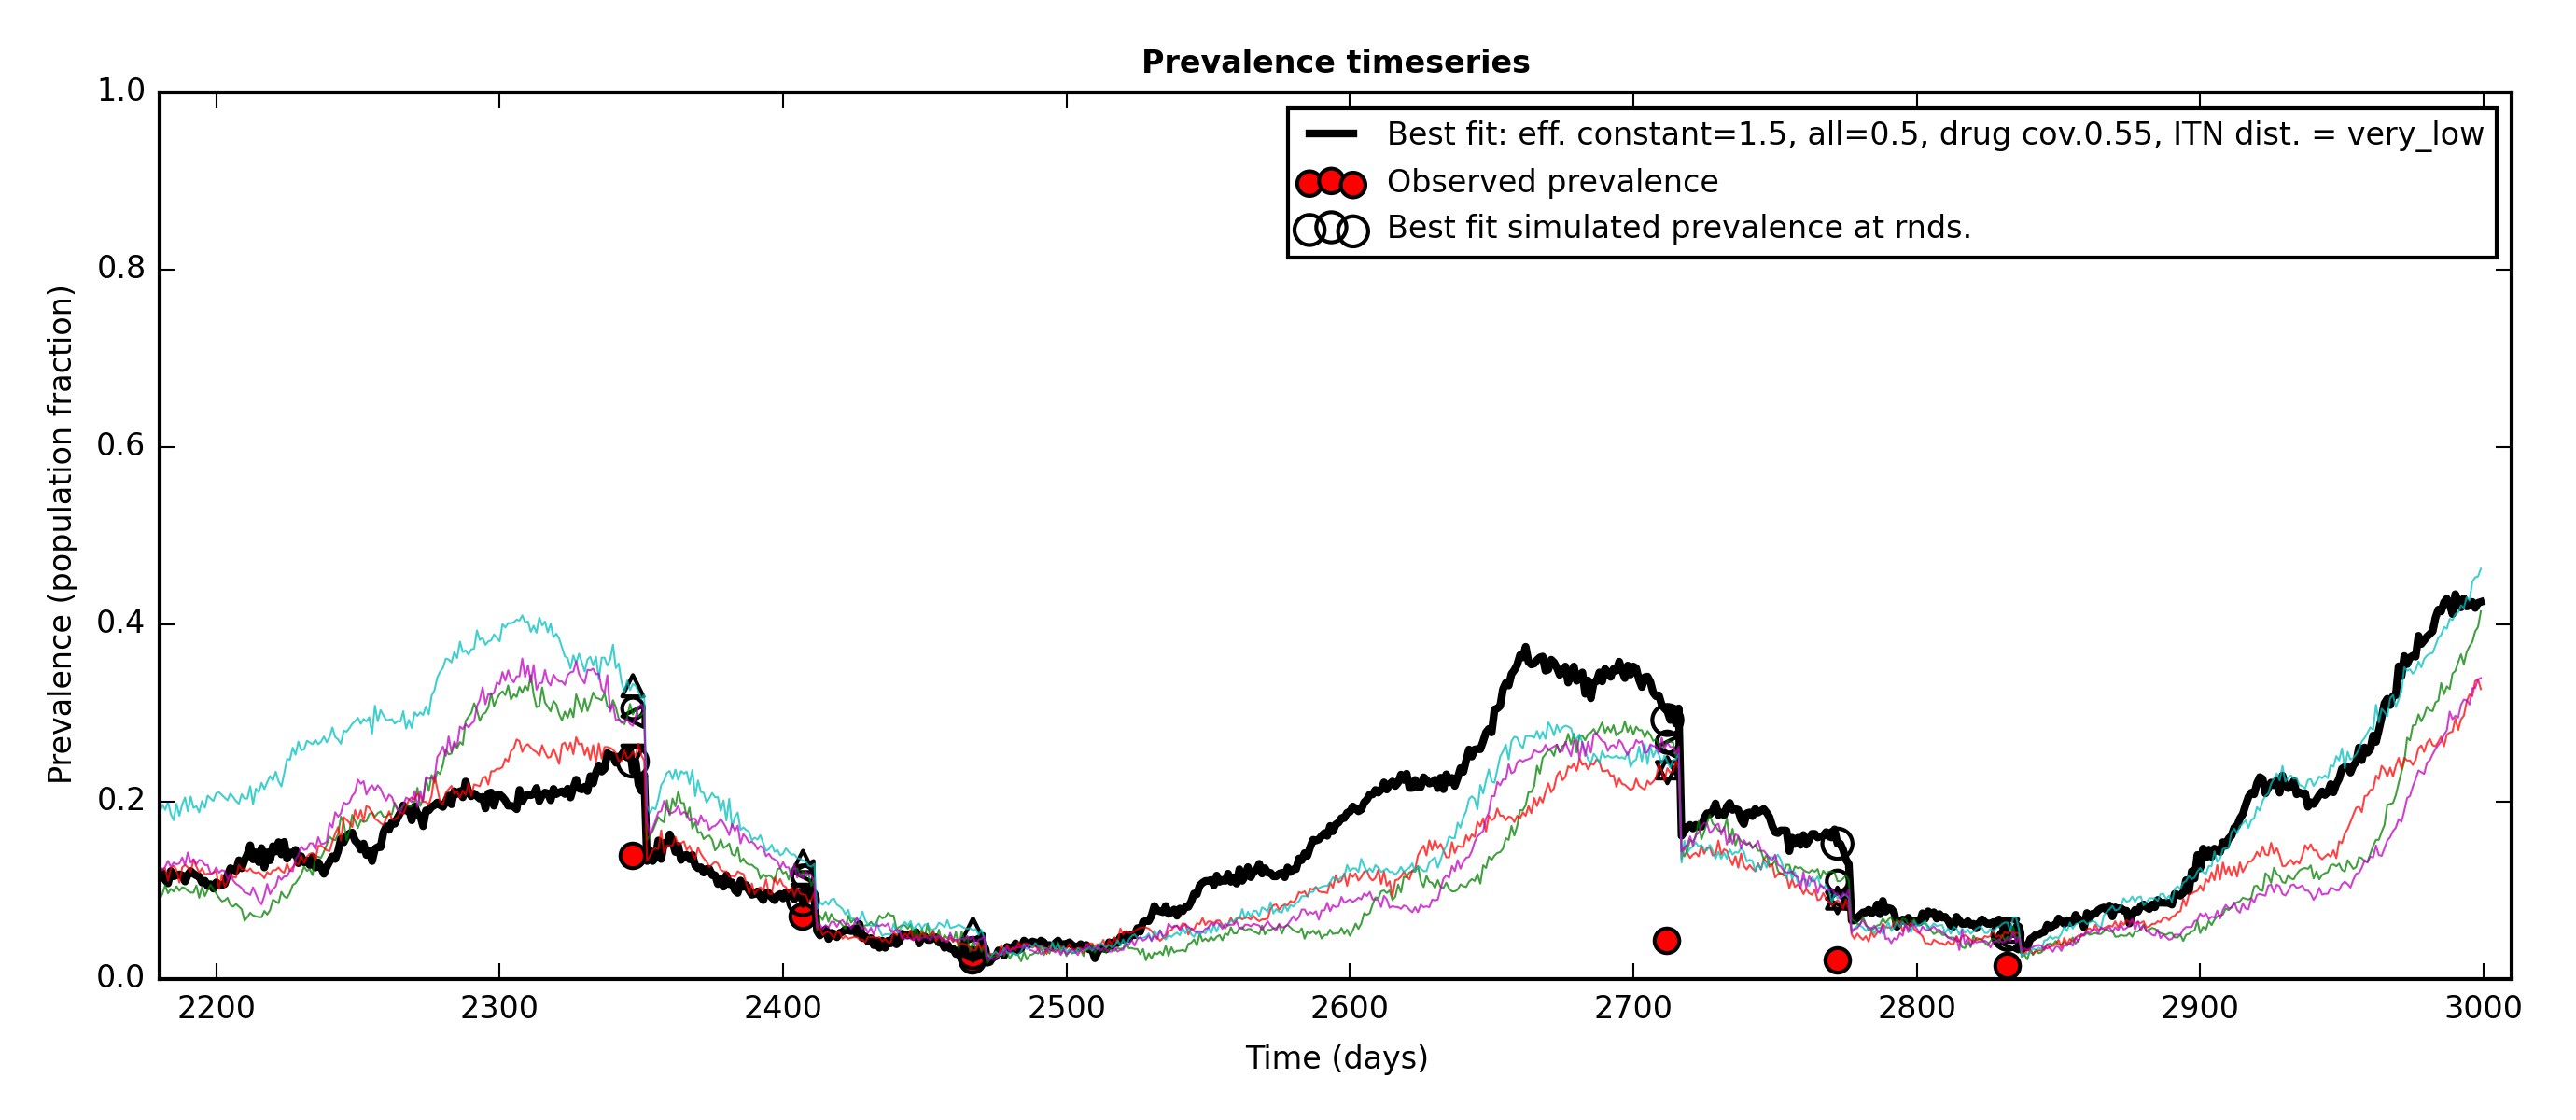 Prevalence timeseries
Best fit: eff. constant=1.5, all=0.5, drug cov.0.55, ITN dist. = very_low
Observed prevalence
Best fit simulated prevalence at rnds.
Prevalence (population fraction)
1.0
0.8
0.6
0.4
0.2
0.0
2200 2300 2400 2500 2600 2700 2800 2900 3000
Time (days)